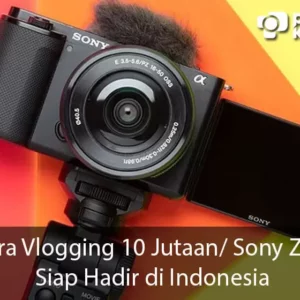 SONY
E 3.5-5.6/PZ 16-50 OSS
α
SONY
ra Vlogging 10 Jutaan/ Sony Z
Siap Hadir di Indonesia